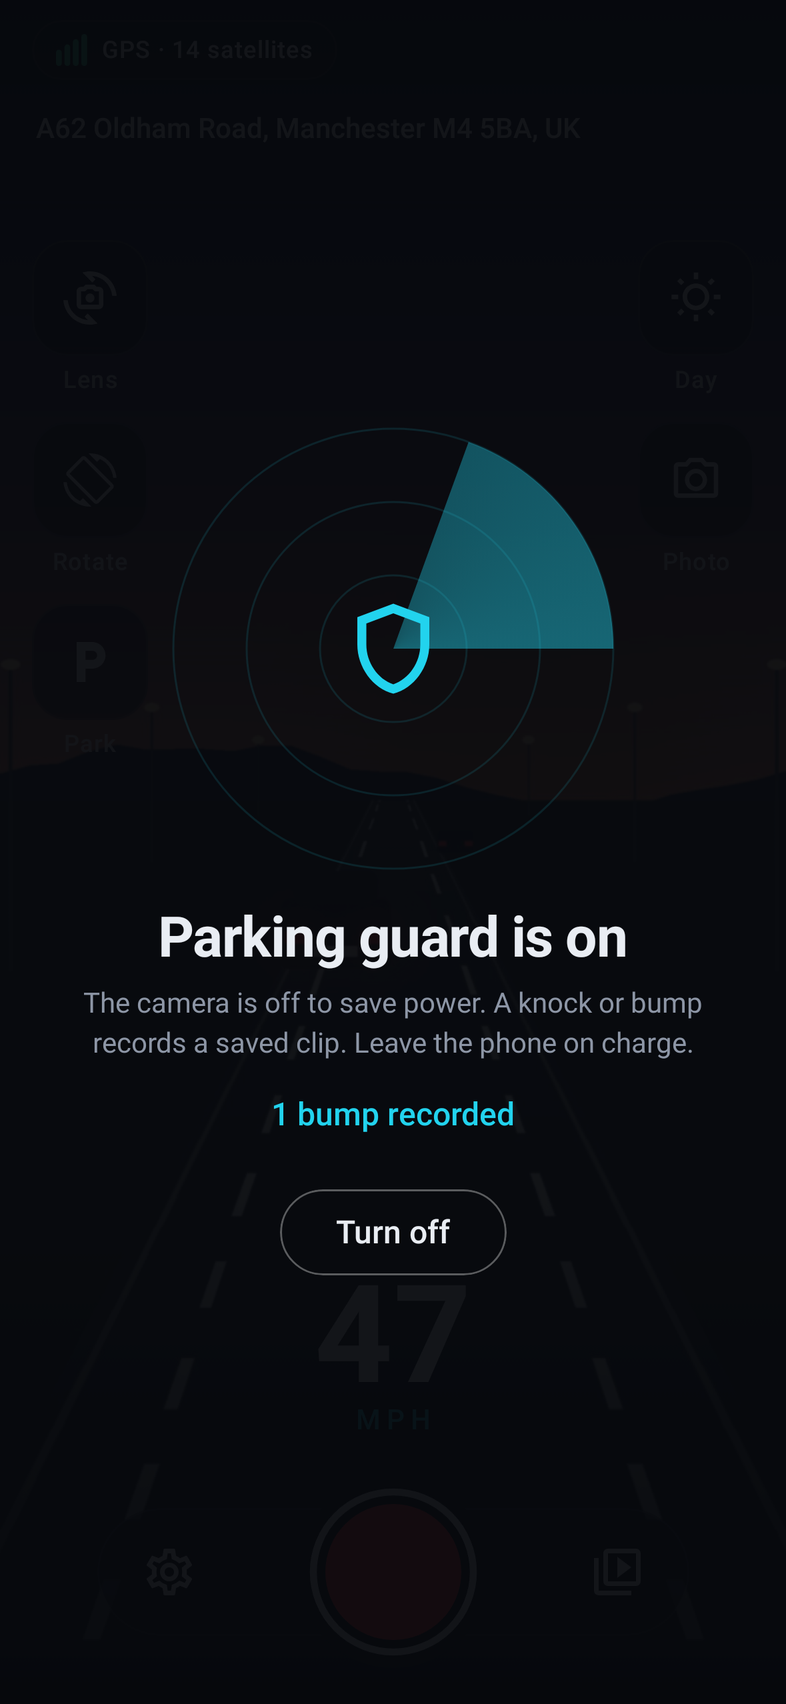 GPS · 14 satellites
A62 Oldham Road, Manchester M4 5BA, UK
Lens
Day
Rotate
Photo
P
Park
Parking guard is on
The camera is off to save power. A knock or bump
records a saved clip. Leave the phone on charge.
1 bump recorded
Turn off
47
MPH